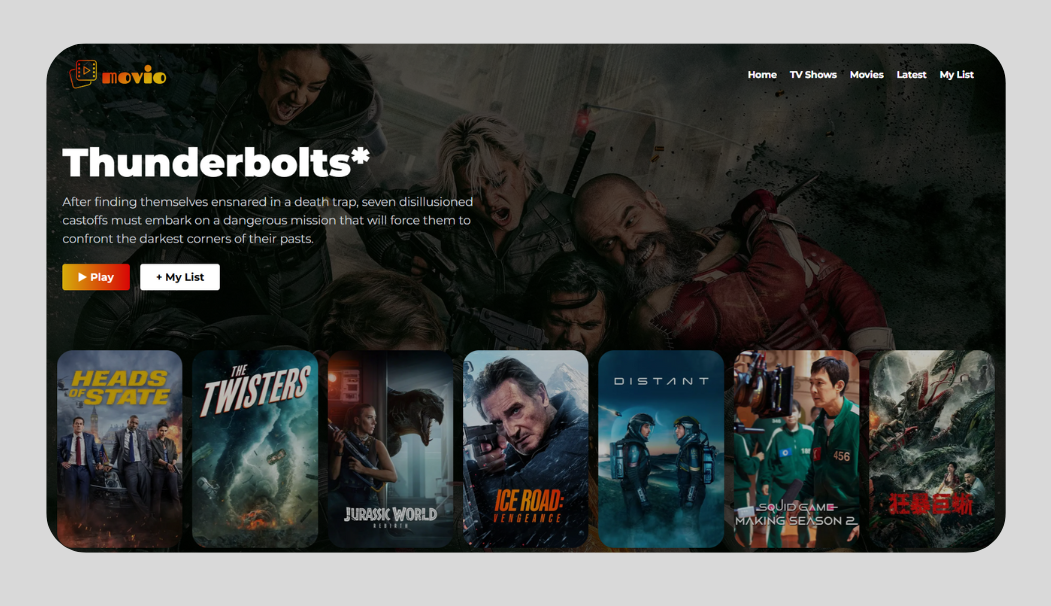 movio
Home TV Shows Movies Latest My List
Thunderbolts*
After finding themselves ensnared in a death trap, seven disillusioned
castoffs must embark on a dangerous mission that will force them to
confront the darkest corners of their pasts.
▶ Play + My List
HEADS
OF STATE
THE
TWISTERS
JURASSIC WORLD
REBIRTH
ICE ROAD:
VENGEANCE
DISTANT
456
SQUID GAME
MAKING SEASON 2
狂暴巨蜥